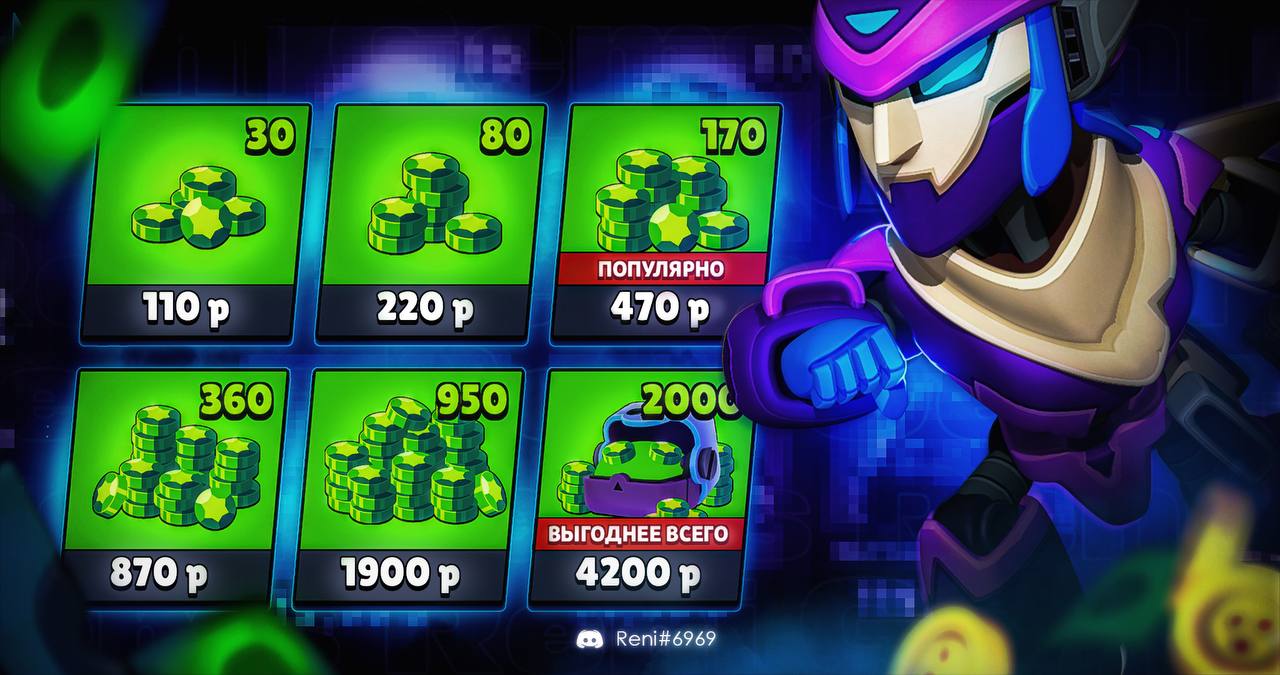 30
80
170
ПОПУЛЯРНО
110 р
220 р
470 р
360
950
2000
ВЫГОДНЕЕ ВСЕГО
870 р
1900 р
4200 р
Reni#6969